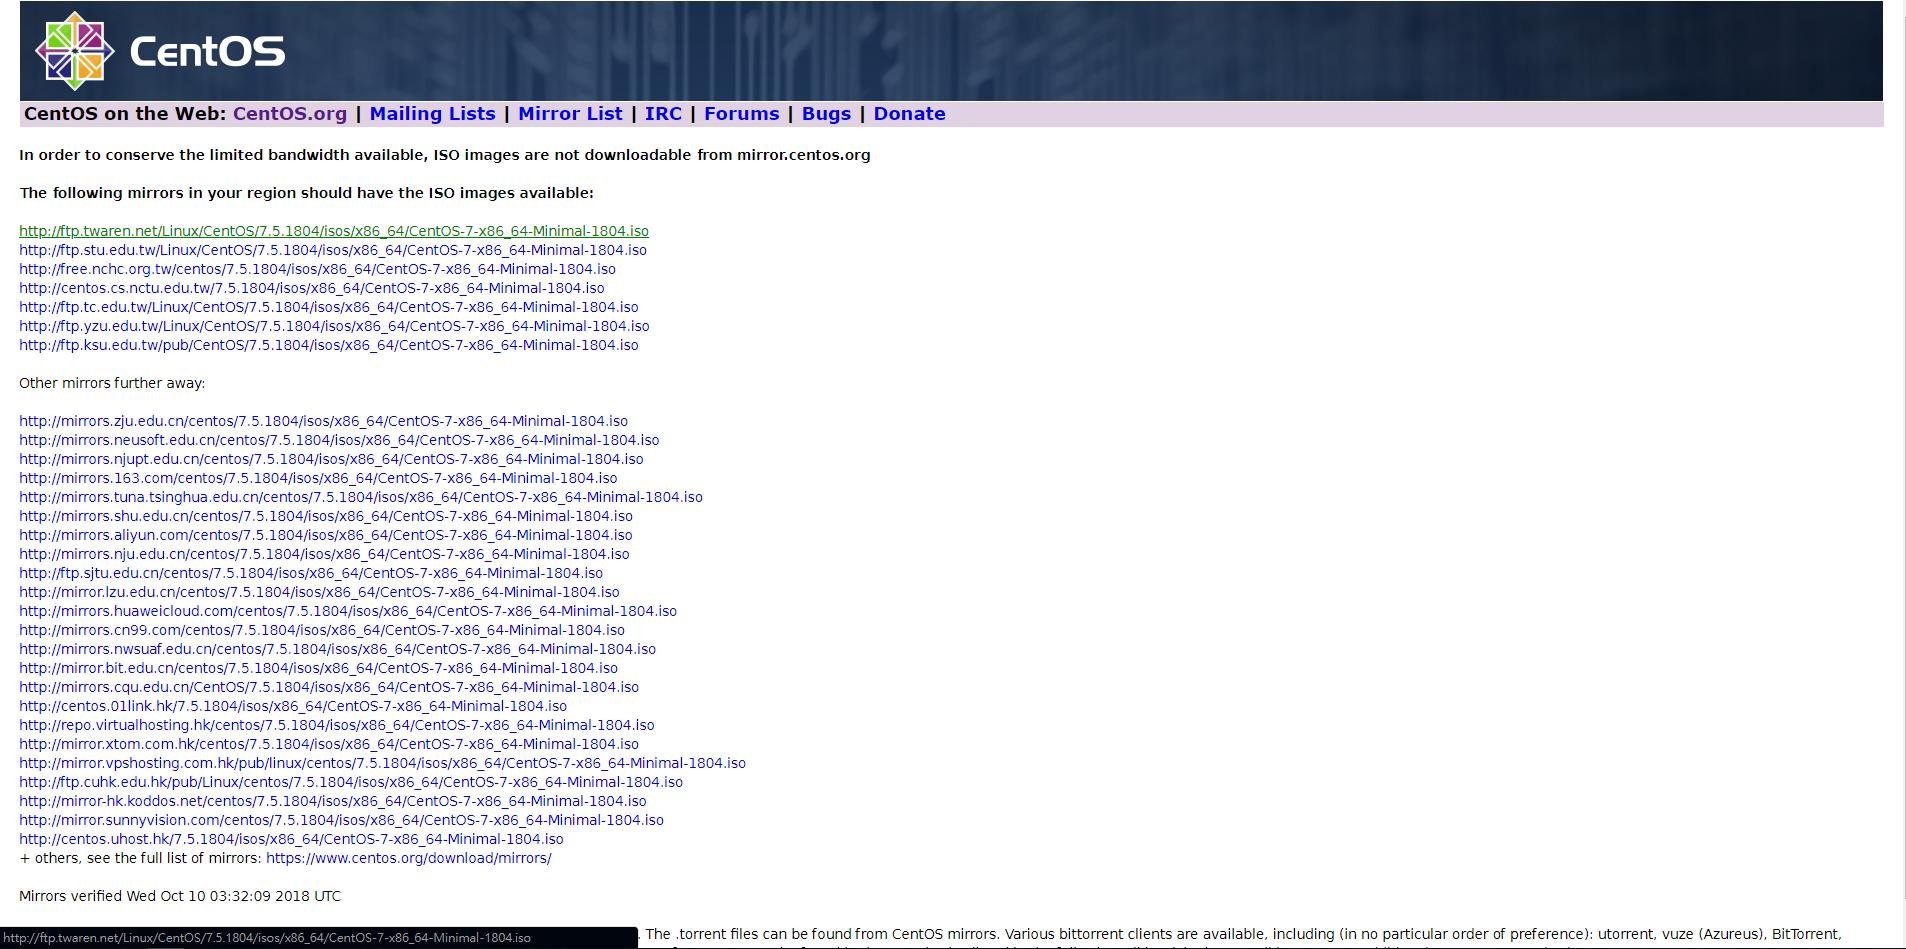 CentOS
CentOS on the Web: CentOS.org | Mailing Lists | Mirror List | IRC | Forums | Bugs | Donate
In order to conserve the limited bandwidth available, ISO images are not downloadable from mirror.centos.org
The following mirrors in your region should have the ISO images available:
http://ftp.twaren.net/Linux/CentOS/7.5.1804/isos/x86_64/CentOS-7-x86_64-Minimal-1804.iso
http://ftp.stu.edu.tw/Linux/CentOS/7.5.1804/isos/x86_64/CentOS-7-x86_64-Minimal-1804.iso
http://free.nchc.org.tw/centos/7.5.1804/isos/x86_64/CentOS-7-x86_64-Minimal-1804.iso
http://centos.cs.nctu.edu.tw/7.5.1804/isos/x86_64/CentOS-7-x86_64-Minimal-1804.iso
http://ftp.tc.edu.tw/Linux/CentOS/7.5.1804/isos/x86_64/CentOS-7-x86_64-Minimal-1804.iso
http://ftp.yzu.edu.tw/Linux/CentOS/7.5.1804/isos/x86_64/CentOS-7-x86_64-Minimal-1804.iso
http://ftp.ksu.edu.tw/pub/CentOS/7.5.1804/isos/x86_64/CentOS-7-x86_64-Minimal-1804.iso
Other mirrors further away:
http://mirrors.zju.edu.cn/centos/7.5.1804/isos/x86_64/CentOS-7-x86_64-Minimal-1804.iso
http://mirrors.neusoft.edu.cn/centos/7.5.1804/isos/x86_64/CentOS-7-x86_64-Minimal-1804.iso
http://mirrors.njupt.edu.cn/centos/7.5.1804/isos/x86_64/CentOS-7-x86_64-Minimal-1804.iso
http://mirrors.163.com/centos/7.5.1804/isos/x86_64/CentOS-7-x86_64-Minimal-1804.iso
http://mirrors.tuna.tsinghua.edu.cn/centos/7.5.1804/isos/x86_64/CentOS-7-x86_64-Minimal-1804.iso
http://mirrors.shu.edu.cn/centos/7.5.1804/isos/x86_64/CentOS-7-x86_64-Minimal-1804.iso
http://mirrors.aliyun.com/centos/7.5.1804/isos/x86_64/CentOS-7-x86_64-Minimal-1804.iso
http://mirrors.nju.edu.cn/centos/7.5.1804/isos/x86_64/CentOS-7-x86_64-Minimal-1804.iso
http://ftp.sjtu.edu.cn/centos/7.5.1804/isos/x86_64/CentOS-7-x86_64-Minimal-1804.iso
http://mirror.lzu.edu.cn/centos/7.5.1804/isos/x86_64/CentOS-7-x86_64-Minimal-1804.iso
http://mirrors.huaweicloud.com/centos/7.5.1804/isos/x86_64/CentOS-7-x86_64-Minimal-1804.iso
http://mirrors.cn99.com/centos/7.5.1804/isos/x86_64/CentOS-7-x86_64-Minimal-1804.iso
http://mirrors.nwsuaf.edu.cn/centos/7.5.1804/isos/x86_64/CentOS-7-x86_64-Minimal-1804.iso
http://mirror.bit.edu.cn/centos/7.5.1804/isos/x86_64/CentOS-7-x86_64-Minimal-1804.iso
http://mirrors.cqu.edu.cn/CentOS/7.5.1804/isos/x86_64/CentOS-7-x86_64-Minimal-1804.iso
http://centos.01link.hk/7.5.1804/isos/x86_64/CentOS-7-x86_64-Minimal-1804.iso
http://repo.virtualhosting.hk/centos/7.5.1804/isos/x86_64/CentOS-7-x86_64-Minimal-1804.iso
http://mirror.xtom.com.hk/centos/7.5.1804/isos/x86_64/CentOS-7-x86_64-Minimal-1804.iso
http://mirror.vpshosting.com.hk/pub/linux/centos/7.5.1804/isos/x86_64/CentOS-7-x86_64-Minimal-1804.iso
http://ftp.cuhk.edu.hk/pub/Linux/centos/7.5.1804/isos/x86_64/CentOS-7-x86_64-Minimal-1804.iso
http://mirror-hk.koddos.net/centos/7.5.1804/isos/x86_64/CentOS-7-x86_64-Minimal-1804.iso
http://mirror.sunnyvision.com/centos/7.5.1804/isos/x86_64/CentOS-7-x86_64-Minimal-1804.iso
http://centos.uhost.hk/7.5.1804/isos/x86_64/CentOS-7-x86_64-Minimal-1804.iso
+ others, see the full list of mirrors: https://www.centos.org/download/mirrors/
Mirrors verified Wed Oct 10 03:32:09 2018 UTC
. The .torrent files can be found from CentOS mirrors. Various bittorrent clients are available, including (in no particular order of preference): utorrent, vuze (Azureus), BitTorrent,
http://ftp.twaren.net/Linux/CentOS/7.5.1804/isos/x86_64/CentOS-7-x86_64-Minimal-1804.iso